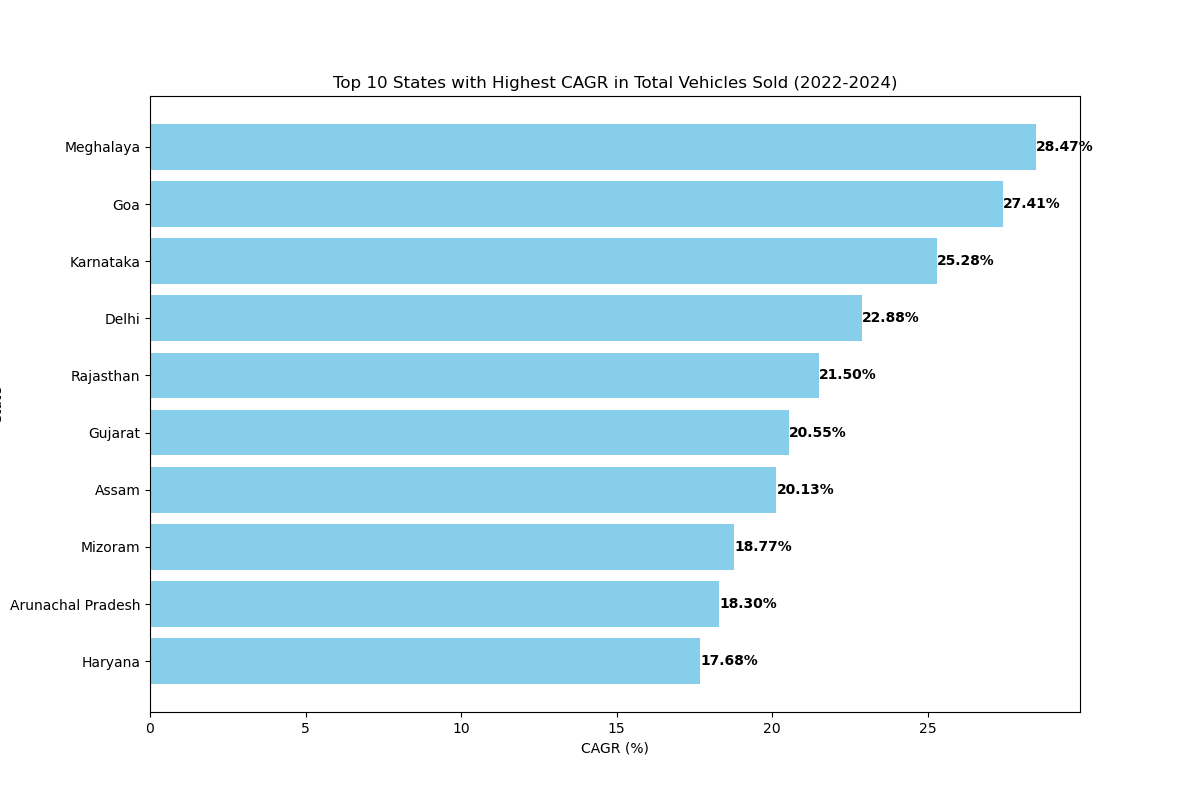 Top 10 States with Highest CAGR in Total Vehicles Sold (2022-2024)
Meghalaya 28.47%
Goa 27.41%
Karnataka 25.28%
Delhi 22.88%
Rajasthan 21.50%
Gujarat 20.55%
Assam 20.13%
Mizoram 18.77%
Arunachal Pradesh 18.30%
Haryana 17.68%
0 5 10 15 20 25
CAGR (%)